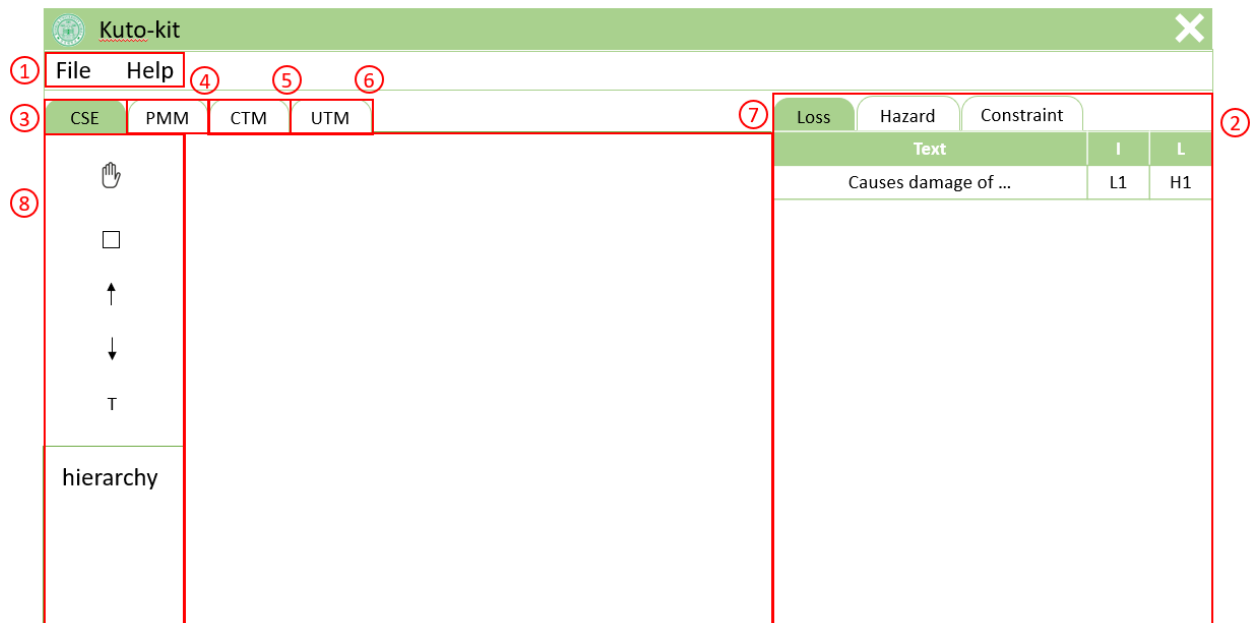 Kuto-kit
① File Help
④ ⑤ ⑥
③ CSE PMM CTM UTM ⑦ Loss Hazard Constraint ②
Text I L
Causes damage of ... L1 H1
⑧
T
hierarchy